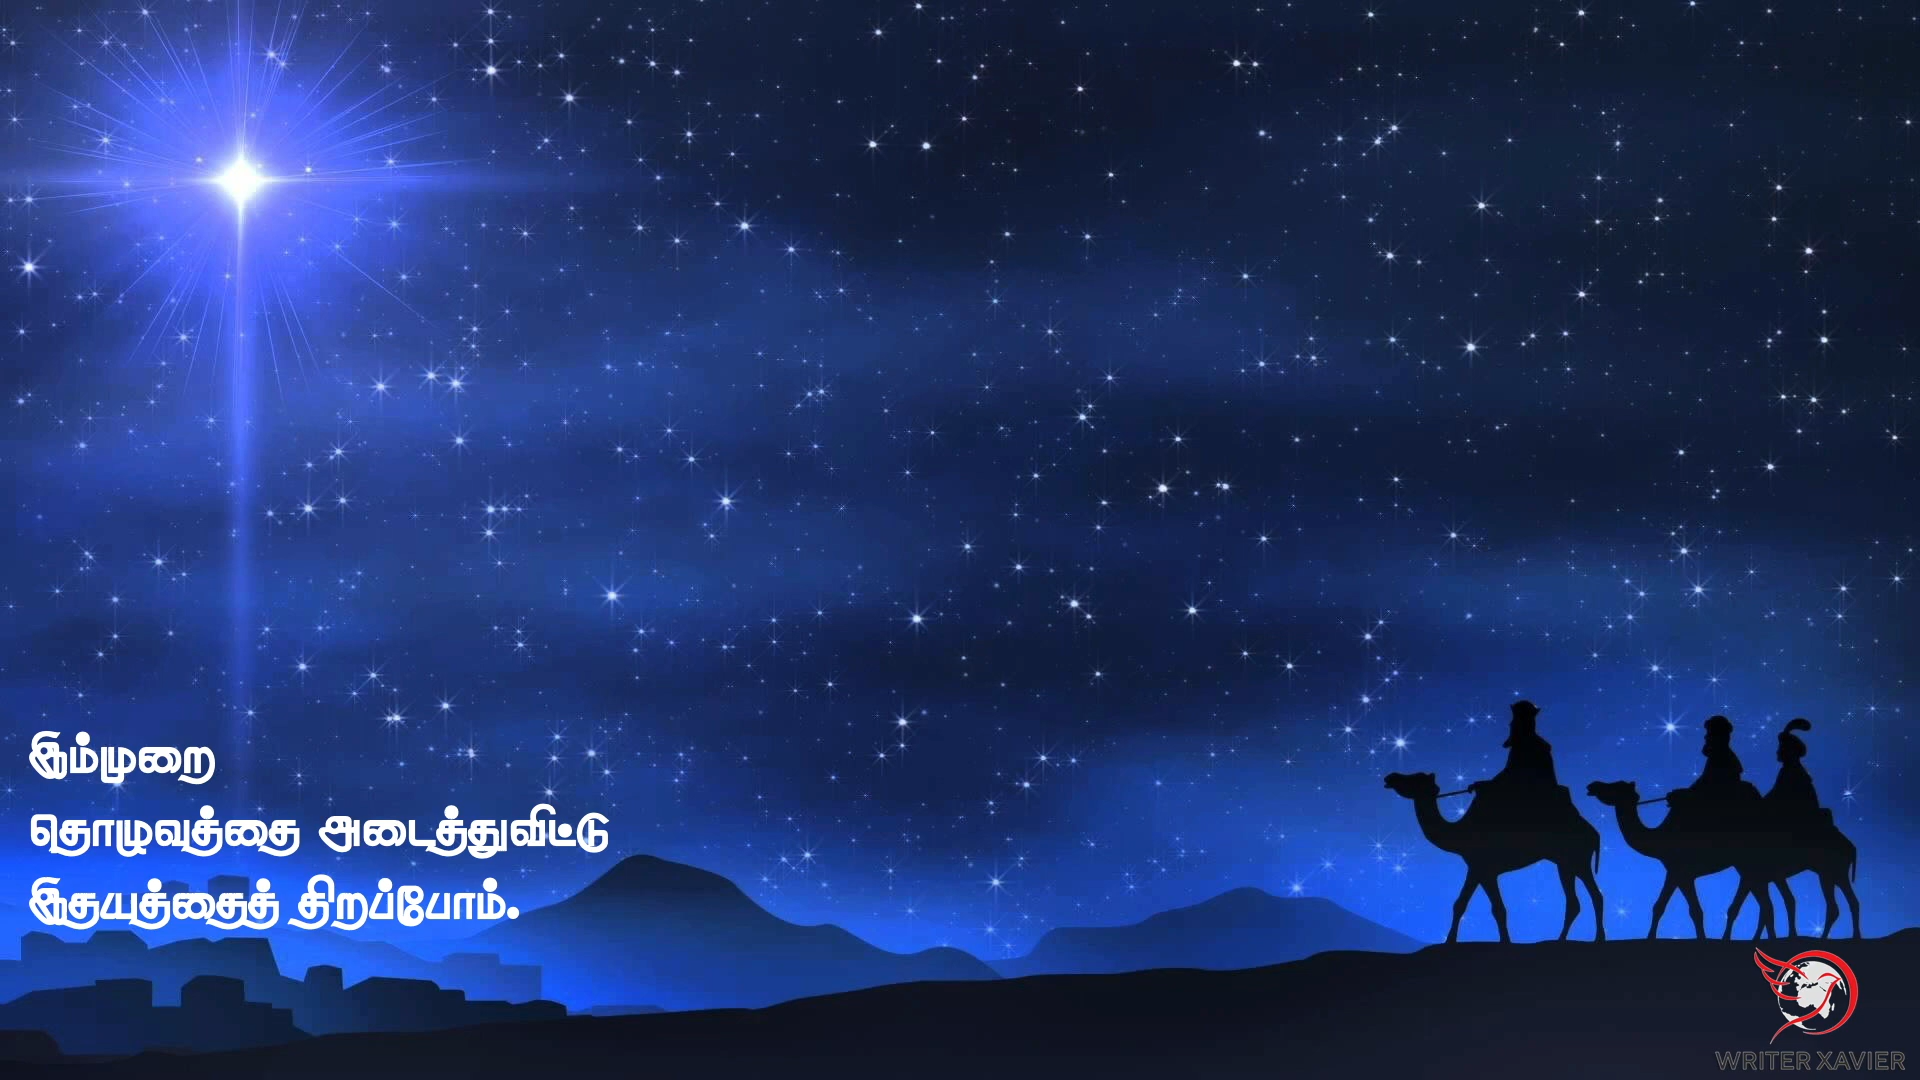 இம்முறை
தொழுவத்தை அடைத்துவிட்டு
இதயத்தைத் திறப்போம்.
WRITER XAVIER